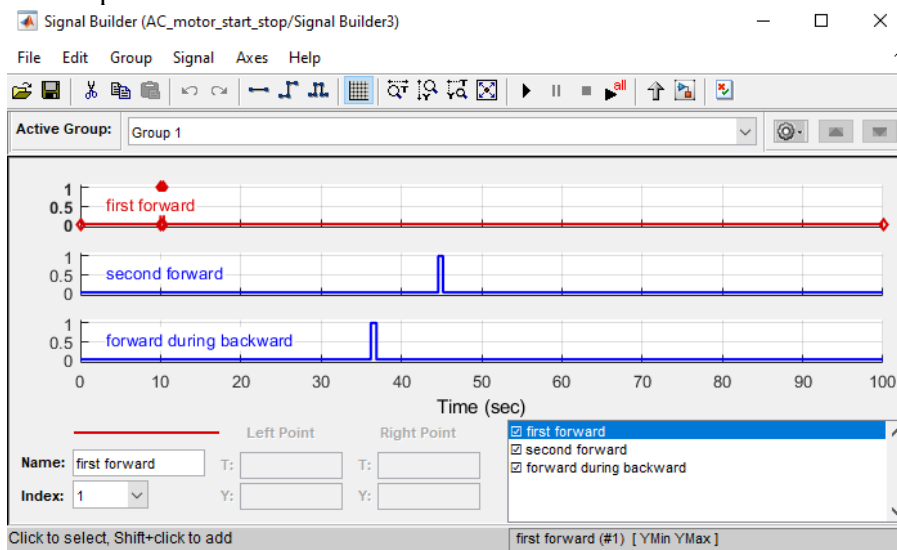 Signal Builder (AC_motor_start_stop/Signal Builder3)
File Edit Group Signal Axes Help
all
Active Group: Group 1
1
0.5 first forward
0
1
0.5 second forward
0
1
0.5 forward during backward
0
0 10 20 30 40 50 60 70 80 90 100
Time (sec)
Left Point Right Point
Name: first forward T: T:
Index: 1 Y: Y:
first forward
second forward
forward during backward
Click to select, Shift+click to add first forward (#1) [ YMin YMax ]